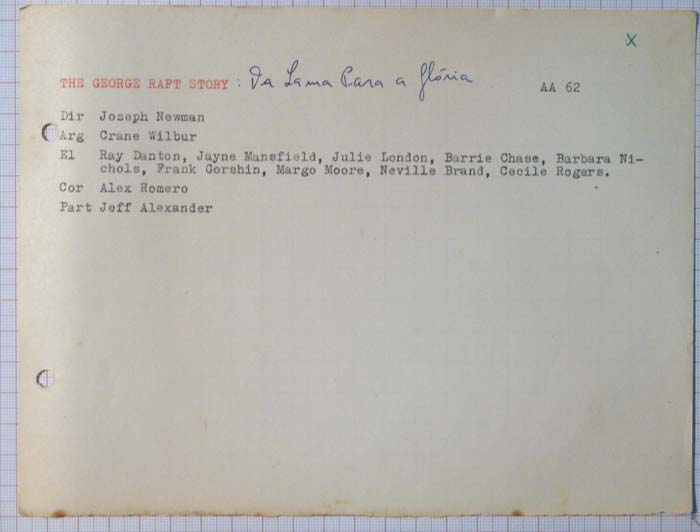 X
THE GEORGE RAFT STORY : Da Lama Para a Glória AA 62
Dir Joseph Newman
Arg Crane Wilbur
El Ray Danton, Jayne Mansfield, Julie London, Barrie Chase, Barbara Ni-
chols, Frank Gorshin, Margo Moore, Neville Brand, Cecile Rogers.
Cor Alex Romero
Part Jeff Alexander